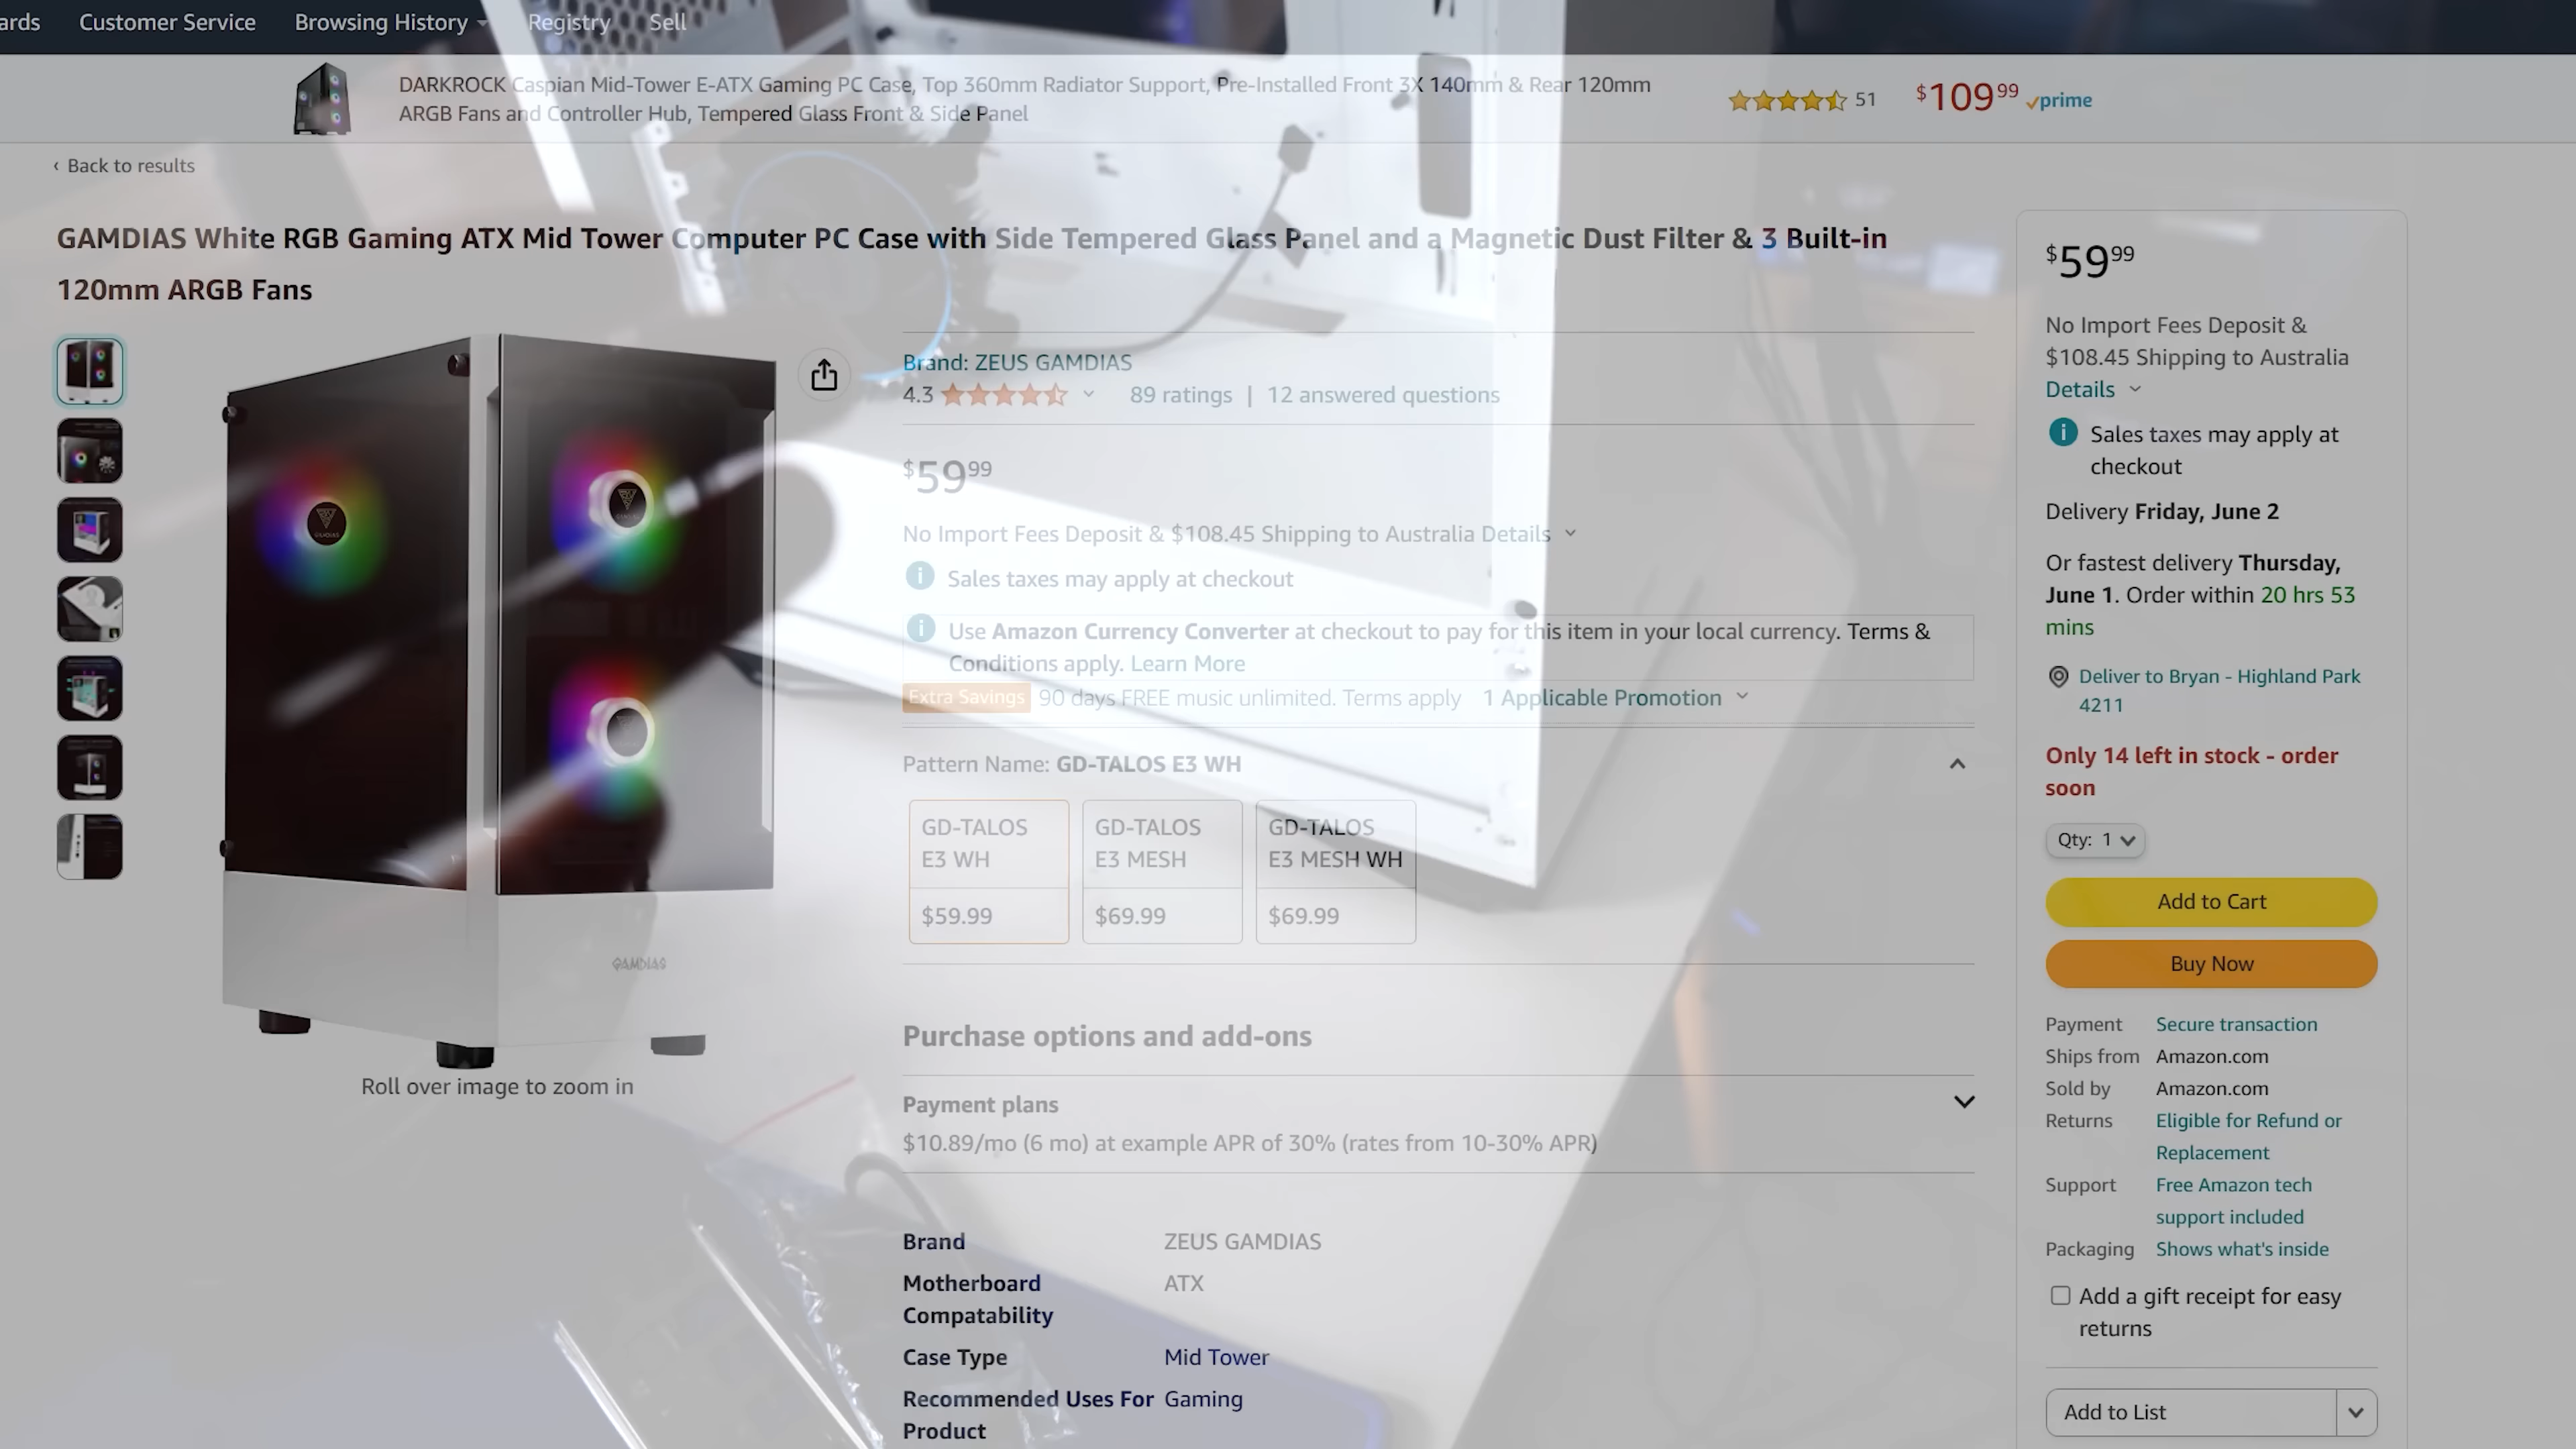 ards Customer Service Browsing History Registry Sell
DARKROCK Caspian Mid-Tower E-ATX Gaming PC Case, Top 360mm Radiator Support, Pre-Installed Front 3X 140mm & Rear 120mm
ARGB Fans and Controller Hub, Tempered Glass Front & Side Panel
51
$109.99 prime
‹ Back to results
GAMDIAS White RGB Gaming ATX Mid Tower Computer PC Case with Side Tempered Glass Panel and a Magnetic Dust Filter & 3 Built-in
120mm ARGB Fans
GAMDIAS
Roll over image to zoom in
Brand: ZEUS GAMDIAS
4.3 89 ratings | 12 answered questions
$59.99
No Import Fees Deposit & $108.45 Shipping to Australia Details
Sales taxes may apply at checkout
Use Amazon Currency Converter at checkout to pay for this item in your local currency. Terms &
Conditions apply. Learn More
Extra Savings 90 days FREE music unlimited. Terms apply 1 Applicable Promotion
Pattern Name: GD-TALOS E3 WH
GD-TALOS
E3 WH
$59.99
GD-TALOS
E3 MESH
$69.99
GD-TALOS
E3 MESH WH
$69.99
Purchase options and add-ons
Payment plans
$10.89/mo (6 mo) at example APR of 30% (rates from 10-30% APR)
Brand ZEUS GAMDIAS
Motherboard ATX
Compatability
Case Type Mid Tower
Recommended Uses For Gaming
Product
$59.99
No Import Fees Deposit &
$108.45 Shipping to Australia
Details
Sales taxes may apply at
checkout
Delivery Friday, June 2
Or fastest delivery Thursday,
June 1. Order within 20 hrs 53
mins
Deliver to Bryan - Highland Park
4211
Only 14 left in stock - order
soon
Qty: 1
Add to Cart
Buy Now
Payment Secure transaction
Ships from Amazon.com
Sold by Amazon.com
Returns Eligible for Refund or
Replacement
Support Free Amazon tech
support included
Packaging Shows what's inside
Add a gift receipt for easy
returns
Add to List